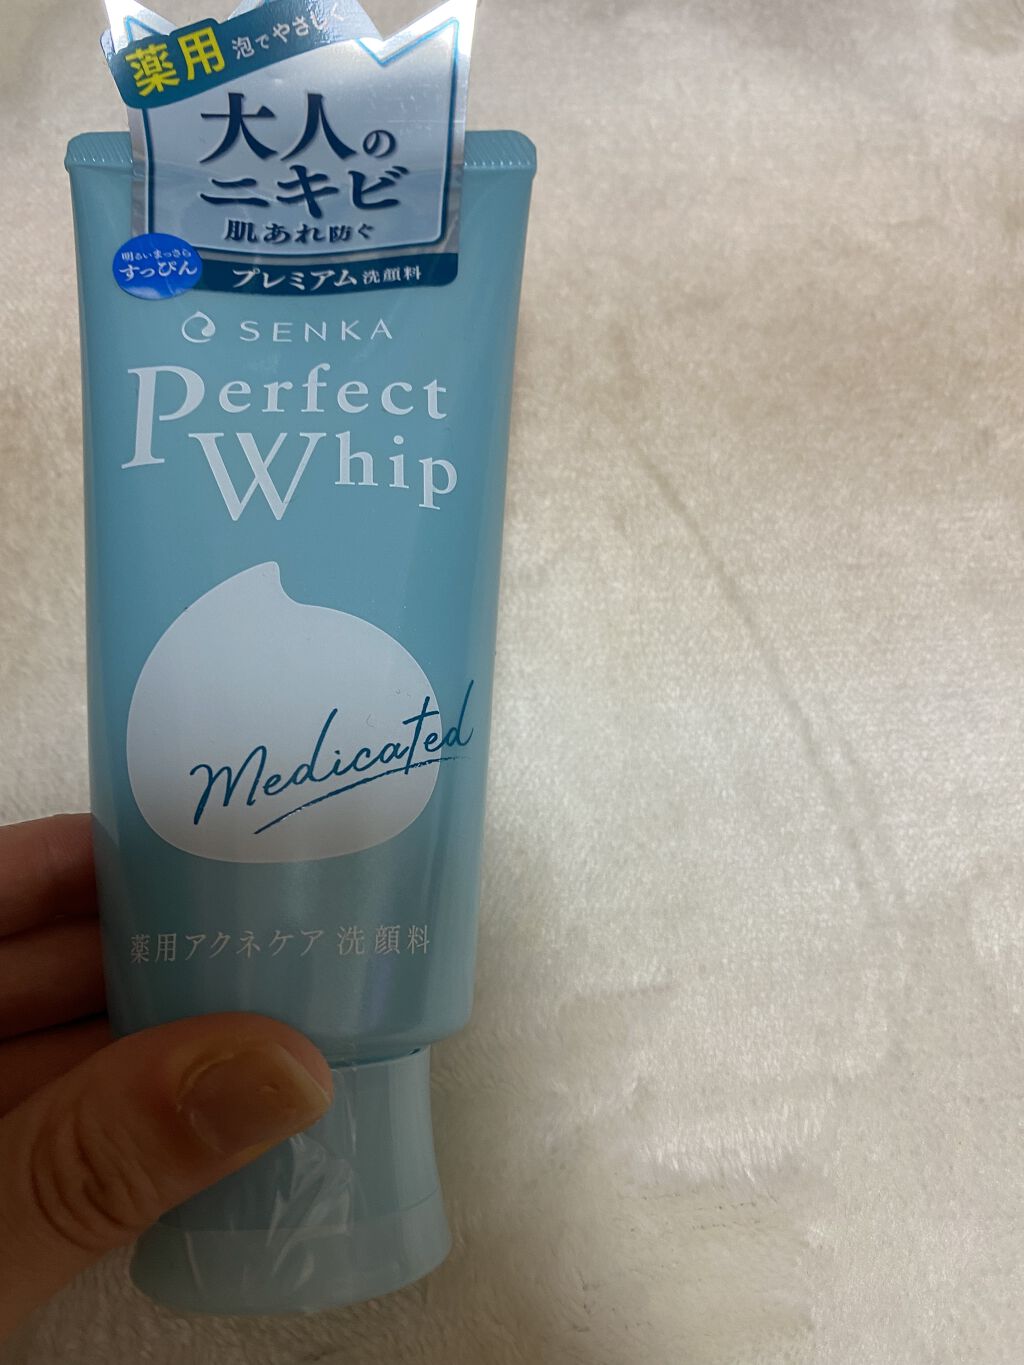 薬用 泡でやさしく
大人の
ニキビ
肌あれ防ぐ
明るいまっさら
すっぴん
プレミアム洗顔料
SENKA
Perfect
Whip
Medicated
薬用アクネケア 洗顔料